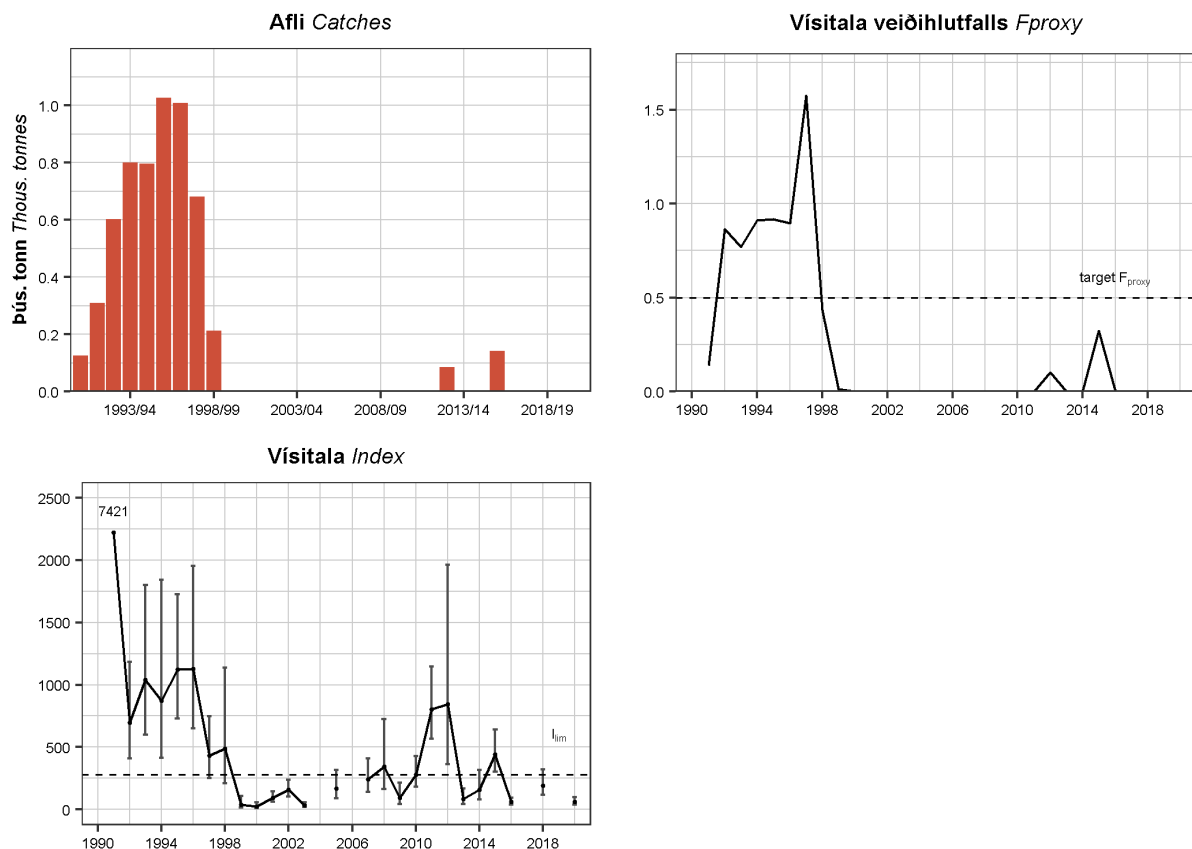 Afli Catches
Þús. tonn Thous. tonnes
1.0
0.8
0.6
0.4
0.2
0.0
1993/94 1998/99 2003/04 2008/09 2013/14 2018/19
Vísitala veiðihlutfalls Fproxy
1.5
1.0
0.5
0.0
target Fproxy
1990 1994 1998 2002 2006 2010 2014 2018
Vísitala Index
2500
2000
1500
1000
500
0
7421
Ilim
1990 1994 1998 2002 2006 2010 2014 2018